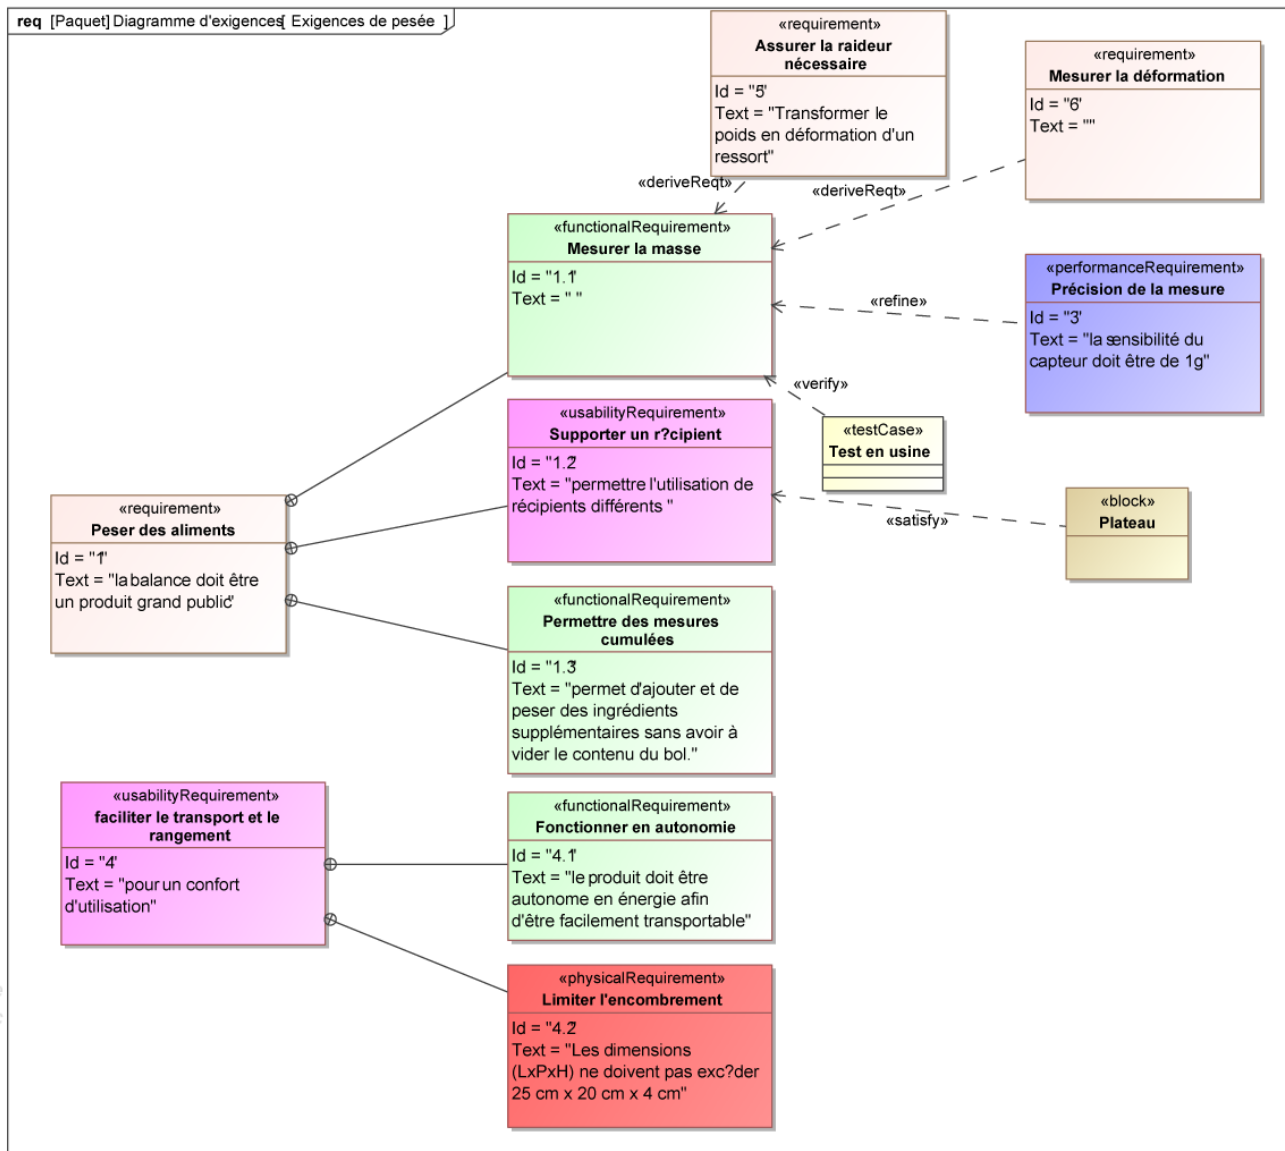 req [Paquet] Diagramme d'exigences[ Exigences de pesée ]
«requirement»
Assurer la raideur
nécessaire
Id = "5"
Text = "Transformer le
poids en déformation d'un
ressort"
«requirement»
Mesurer la déformation
Id = "6"
Text = ""
«deriveReqt»
«deriveReqt»
«functionalRequirement»
Mesurer la masse
Id = "1.1"
Text = " "
«performanceRequirement»
Précision de la mesure
Id = "3"
Text = "la sensibilité du
capteur doit être de 1g"
«refine»
«verify»
«usabilityRequirement»
Supporter un r?cipient
Id = "1.2"
Text = "permettre l'utilisation de
récipients différents "
«testCase»
Test en usine
«satisfy»
«block»
Plateau
«requirement»
Peser des aliments
Id = "1"
Text = "la balance doit être
un produit grand public"
«functionalRequirement»
Permettre des mesures
cumulées
Id = "1.3"
Text = "permet d'ajouter et de
peser des ingrédients
supplémentaires sans avoir à
vider le contenu du bol."
«usabilityRequirement»
faciliter le transport et le
rangement
Id = "4"
Text = "pour un confort
d'utilisation"
«functionalRequirement»
Fonctionner en autonomie
Id = "4.1"
Text = "le produit doit être
autonome en énergie afin
d'être facilement transportable"
«physicalRequirement»
Limiter l'encombrement
Id = "4.2"
Text = "Les dimensions
(LxPxH) ne doivent pas exc?der
25 cm x 20 cm x 4 cm"